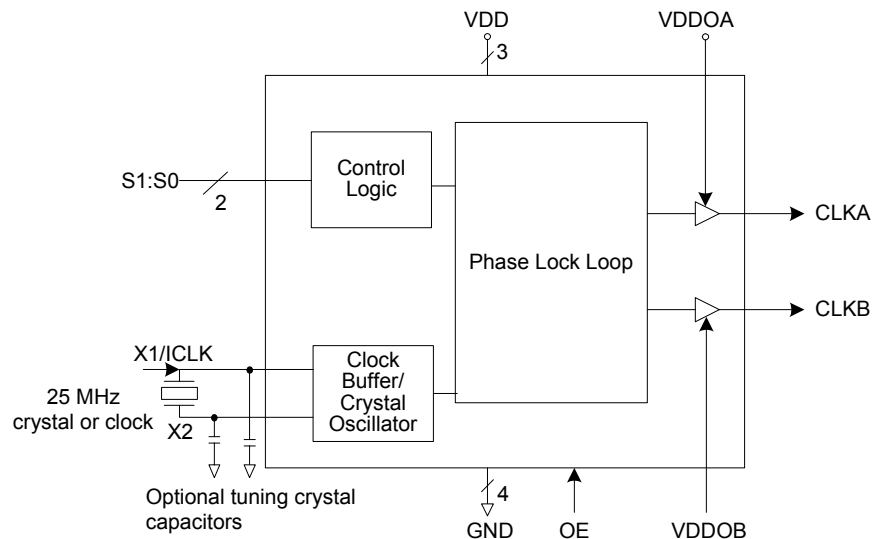 VDD
VDDOA
3
S1:S0
2
Control
Logic
Phase Lock Loop
CLKA
CLKB
X1/ICLK
25 MHz
crystal or clock
X2
Clock
Buffer/
Crystal
Oscillator
Optional tuning crystal
capacitors
4
GND
OE
VDDOB